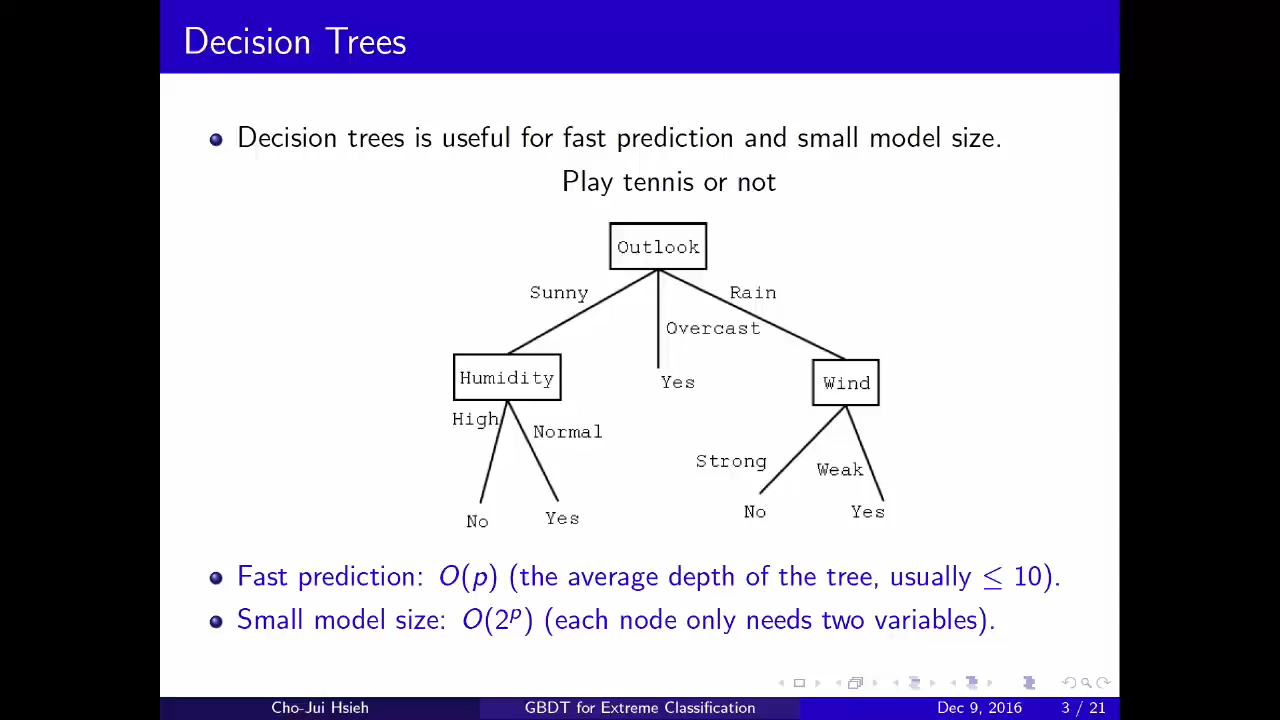 Decision Trees
Decision trees is useful for fast prediction and small model size.
Play tennis or not
Outlook
Sunny
Rain
Overcast
Humidity
Yes
Wind
High
Normal
Strong
Weak
No
Yes
No
Yes
Fast prediction: O(p) (the average depth of the tree, usually ≤ 10).
Small model size: O(2^p) (each node only needs two variables).
Cho-Jui Hsieh
GBDT for Extreme Classification
Dec 9, 2016
3 / 21